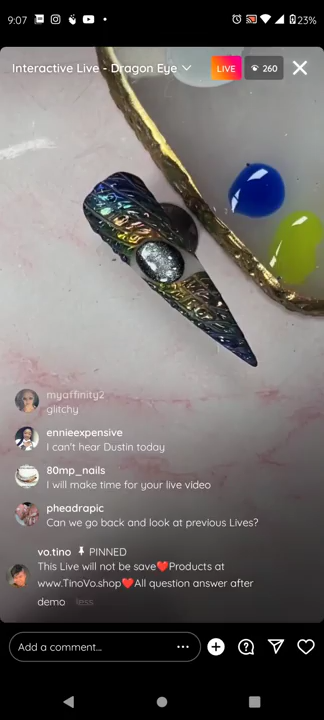 9:07
23%
Interactive Live - Dragon Eye
LIVE
260
myaffinity2
glitchy
ennieexpensive
I can't hear Dustin today
80mp_nails
I will make time for your live video
pheadrapic
Can we go back and look at previous Lives?
vo.tino PINNED
This Live will not be save❤️Products at
www.TinoVo.shop❤️All question answer after
demo less
Add a comment...